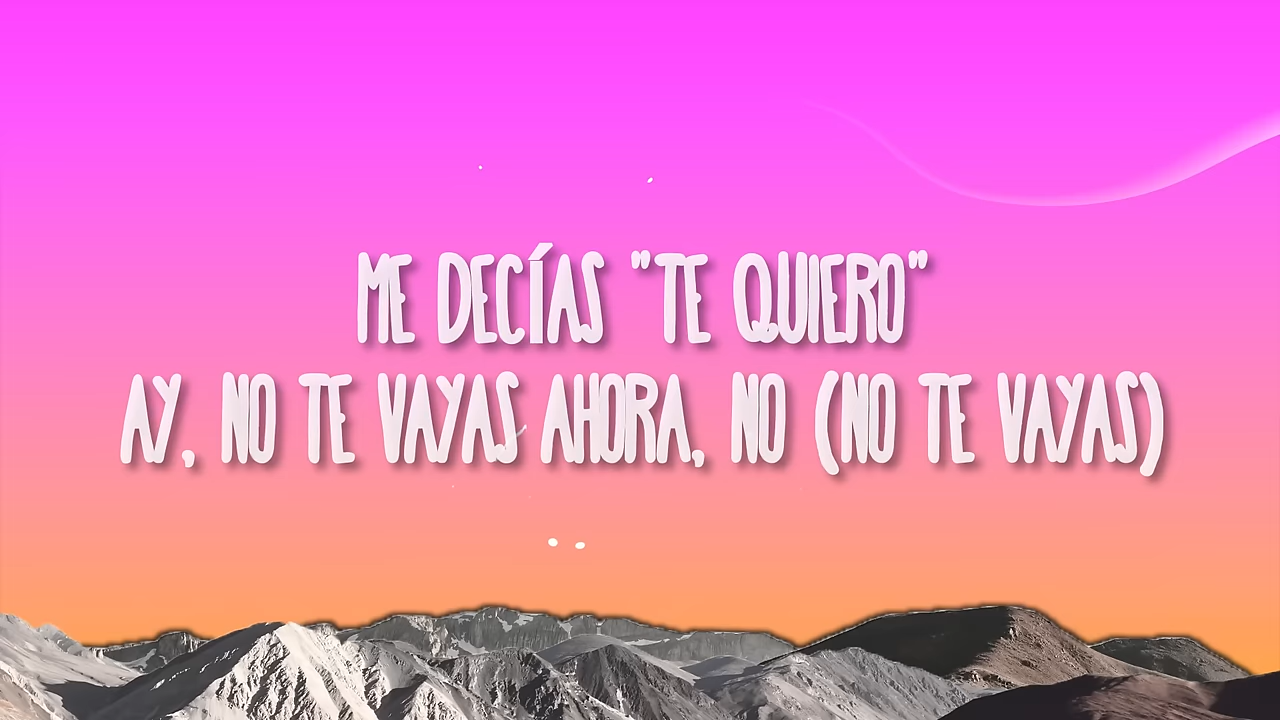 ME DECÍAS "TE QUIERO"
AY, NO TE VAYAS AHORA, NO (NO TE VAYAS)